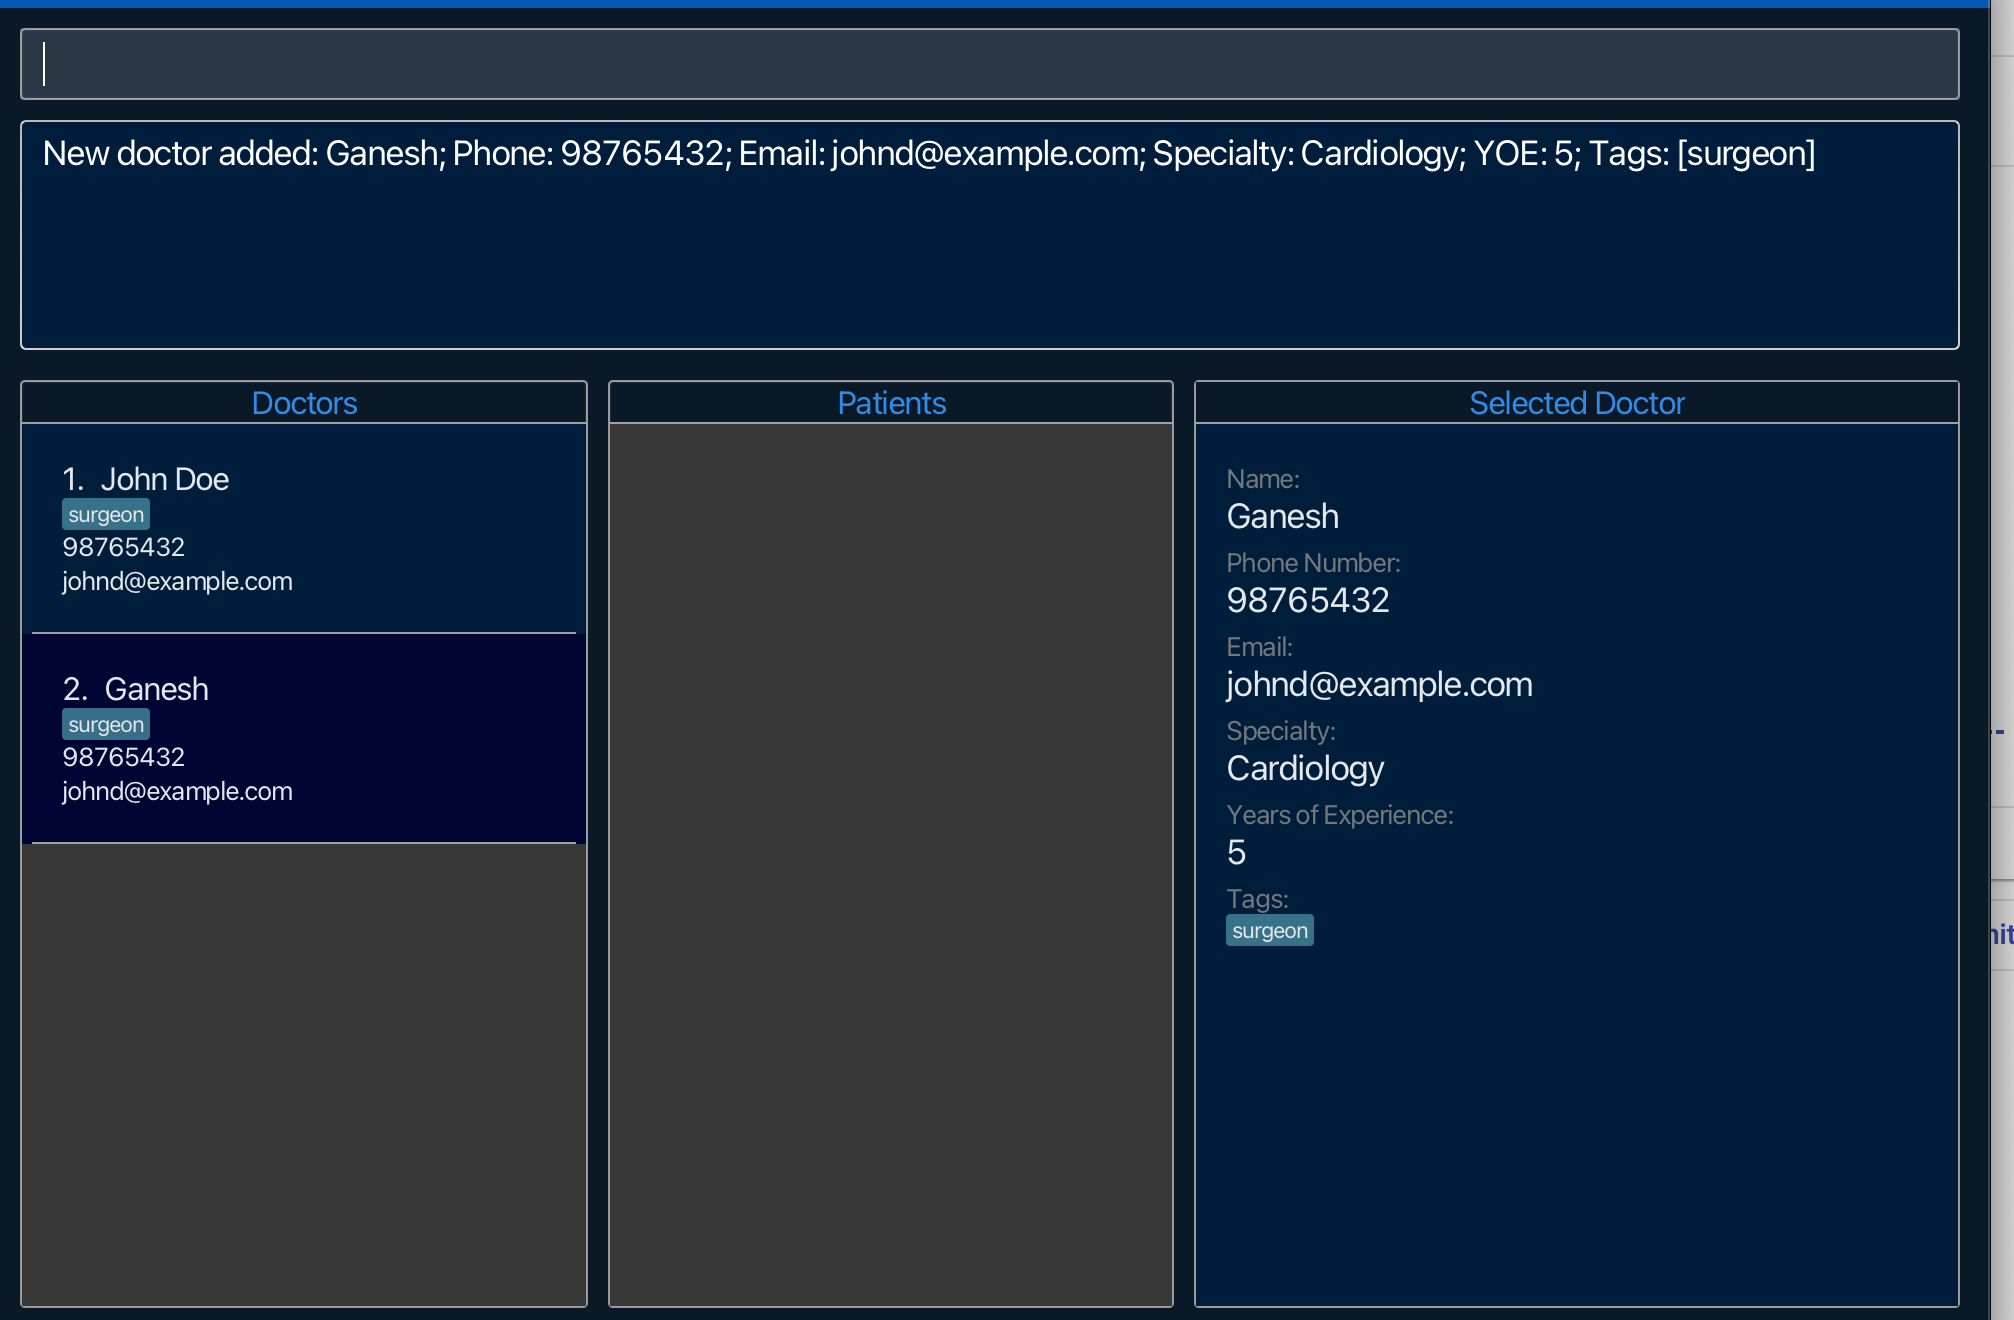 New doctor added: Ganesh; Phone: 98765432; Email: johnd@example.com; Specialty: Cardiology; YOE: 5; Tags: [surgeon]
Doctors
1. John Doe
surgeon
98765432
johnd@example.com
2. Ganesh
surgeon
98765432
johnd@example.com
Patients
Selected Doctor
Name:
Ganesh
Phone Number:
98765432
Email:
johnd@example.com
Specialty:
Cardiology
Years of Experience:
5
Tags:
surgeon